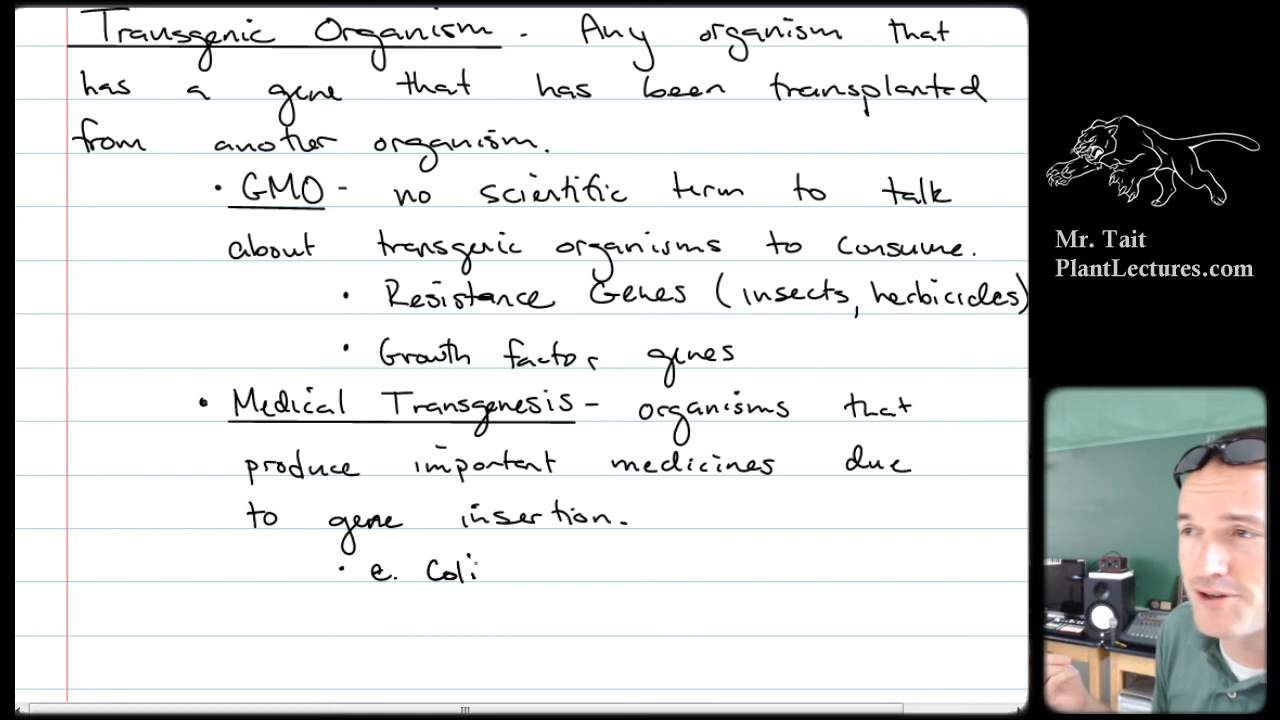 Transgenic Organism - Any organism that
has a gene that has been transplanted
from another organism.
• GMO - no scientific term to talk
about transgenic organisms to consume.
• Resistance Genes (insects, herbicides)
• Growth factor genes
• Medical Transgenesis - organisms that
produce important medicines due
to gene insertion.
• e. Coli
Mr. Tait
PlantLectures.com